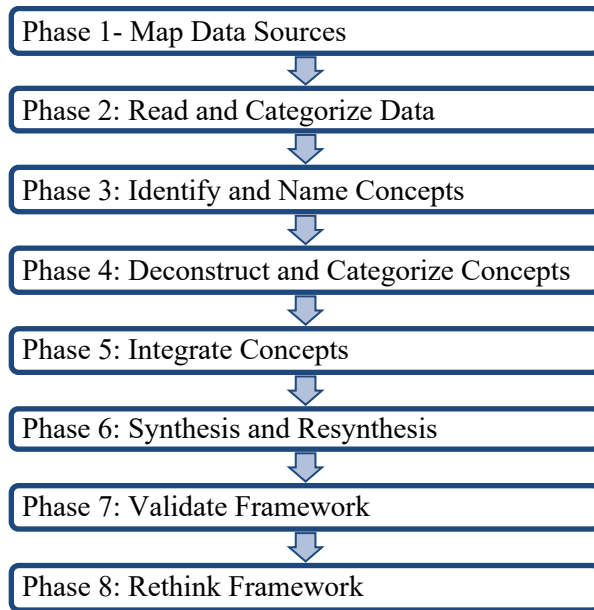 Phase 1- Map Data Sources
Phase 2: Read and Categorize Data
Phase 3: Identify and Name Concepts
Phase 4: Deconstruct and Categorize Concepts
Phase 5: Integrate Concepts
Phase 6: Synthesis and Resynthesis
Phase 7: Validate Framework
Phase 8: Rethink Framework